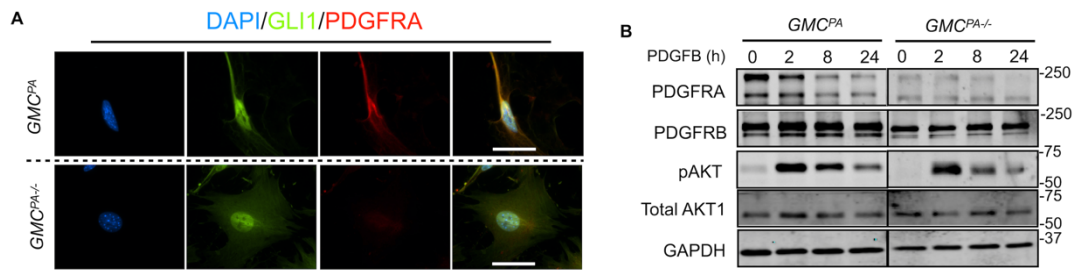 A
DAPI/GLI1/PDGFRA
GMC^PA
GMC^PA-/-
B
GMC^PA GMC^PA-/-
PDGFB (h) 0 2 8 24 0 2 8 24
PDGFRA
-250
PDGFRB
-250
pAKT
-75
-50
Total AKT1
-75
-50
GAPDH
-37